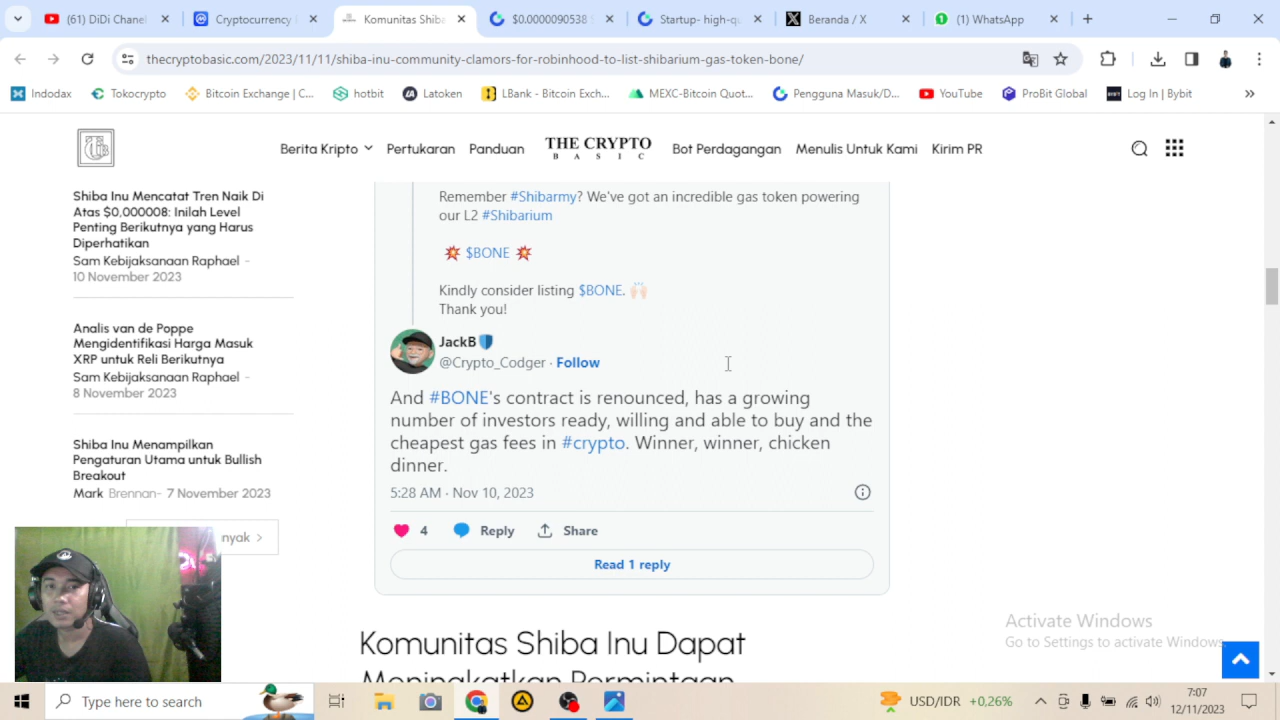 (61) DiDi Chanel
Cryptocurrency
Komunitas Shiba
$0.0000090538
Startup- high-qu
Beranda / X
(1) WhatsApp
thecryptobasic.com/2023/11/11/shiba-inu-community-clamors-for-robinhood-to-list-shibarium-gas-token-bone/
Indodax
Tokocrypto
Bitcoin Exchange | C...
hotbit
Latoken
LBank - Bitcoin Exch...
MEXC-Bitcoin Quot...
Pengguna Masuk/D...
YouTube
ProBit Global
Log In | Bybit
Berita Kripto
Pertukaran
Panduan
THE CRYPTO
BASIC
Bot Perdagangan
Menulis Untuk Kami
Kirim PR
Shiba Inu Mencatat Tren Naik Di
Atas $0,000008: Inilah Level
Penting Berikutnya yang Harus
Diperhatikan
Sam Kebijaksanaan Raphael -
10 November 2023
Analis van de Poppe
Mengidentifikasi Harga Masuk
XRP untuk Reli Berikutnya
Sam Kebijaksanaan Raphael -
8 November 2023
Shiba Inu Menampilkan
Pengaturan Utama untuk Bullish
Breakout
Mark Brennan- 7 November 2023
nyak >
Remember #Shibarmy? We've got an incredible gas token powering
our L2 #Shibarium
💥 $BONE 💥
Kindly consider listing $BONE. 🙌🏻
Thank you!
JackB
@Crypto_Codger · Follow
And #BONE's contract is renounced, has a growing
number of investors ready, willing and able to buy and the
cheapest gas fees in #crypto. Winner, winner, chicken
dinner.
5:28 AM · Nov 10, 2023
4
Reply
Share
Read 1 reply
Komunitas Shiba Inu Dapat
Meningkatkan Permintaan
Activate Windows
Go to Settings to activate Windows.
Type here to search
USD/IDR +0,26%
7:07
12/11/2023